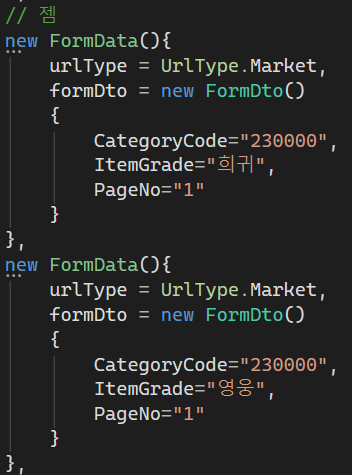 // 젬
new FormData(){
    urlType = UrlType.Market,
    formDto = new FormDto()
    {
        CategoryCode="230000",
        ItemGrade="희귀",
        PageNo="1"
    }
},
new FormData(){
    urlType = UrlType.Market,
    formDto = new FormDto()
    {
        CategoryCode="230000",
        ItemGrade="영웅",
        PageNo="1"
    }
},